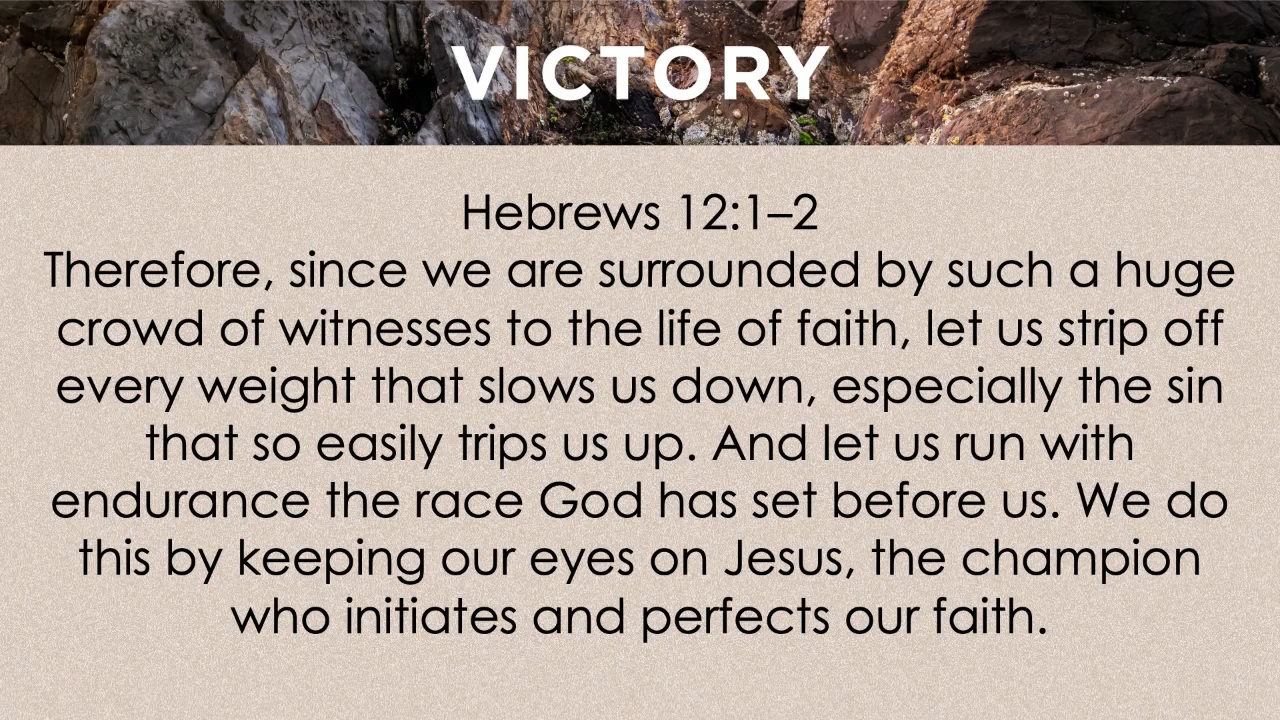 VICTORY
Hebrews 12:1–2
Therefore, since we are surrounded by such a huge
crowd of witnesses to the life of faith, let us strip off
every weight that slows us down, especially the sin
that so easily trips us up. And let us run with
endurance the race God has set before us. We do
this by keeping our eyes on Jesus, the champion
who initiates and perfects our faith.